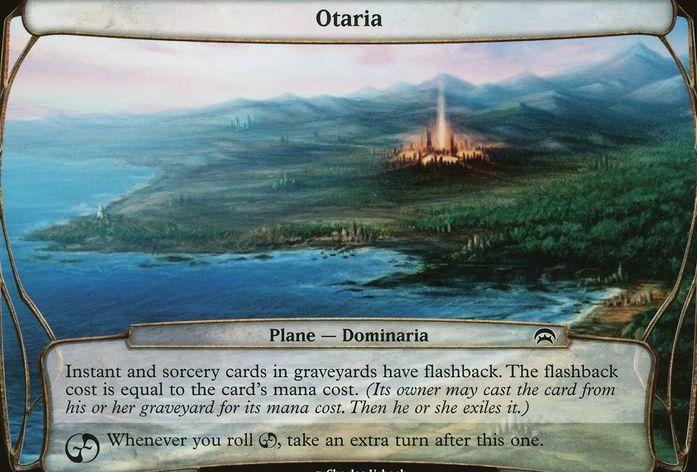 Otaria
Plane — Dominaria
Instant and sorcery cards in graveyards have flashback. The flashback
cost is equal to the card's mana cost. (Its owner may cast the card from
his or her graveyard for its mana cost. Then he or she exiles it.)
Whenever you roll , take an extra turn after this one.